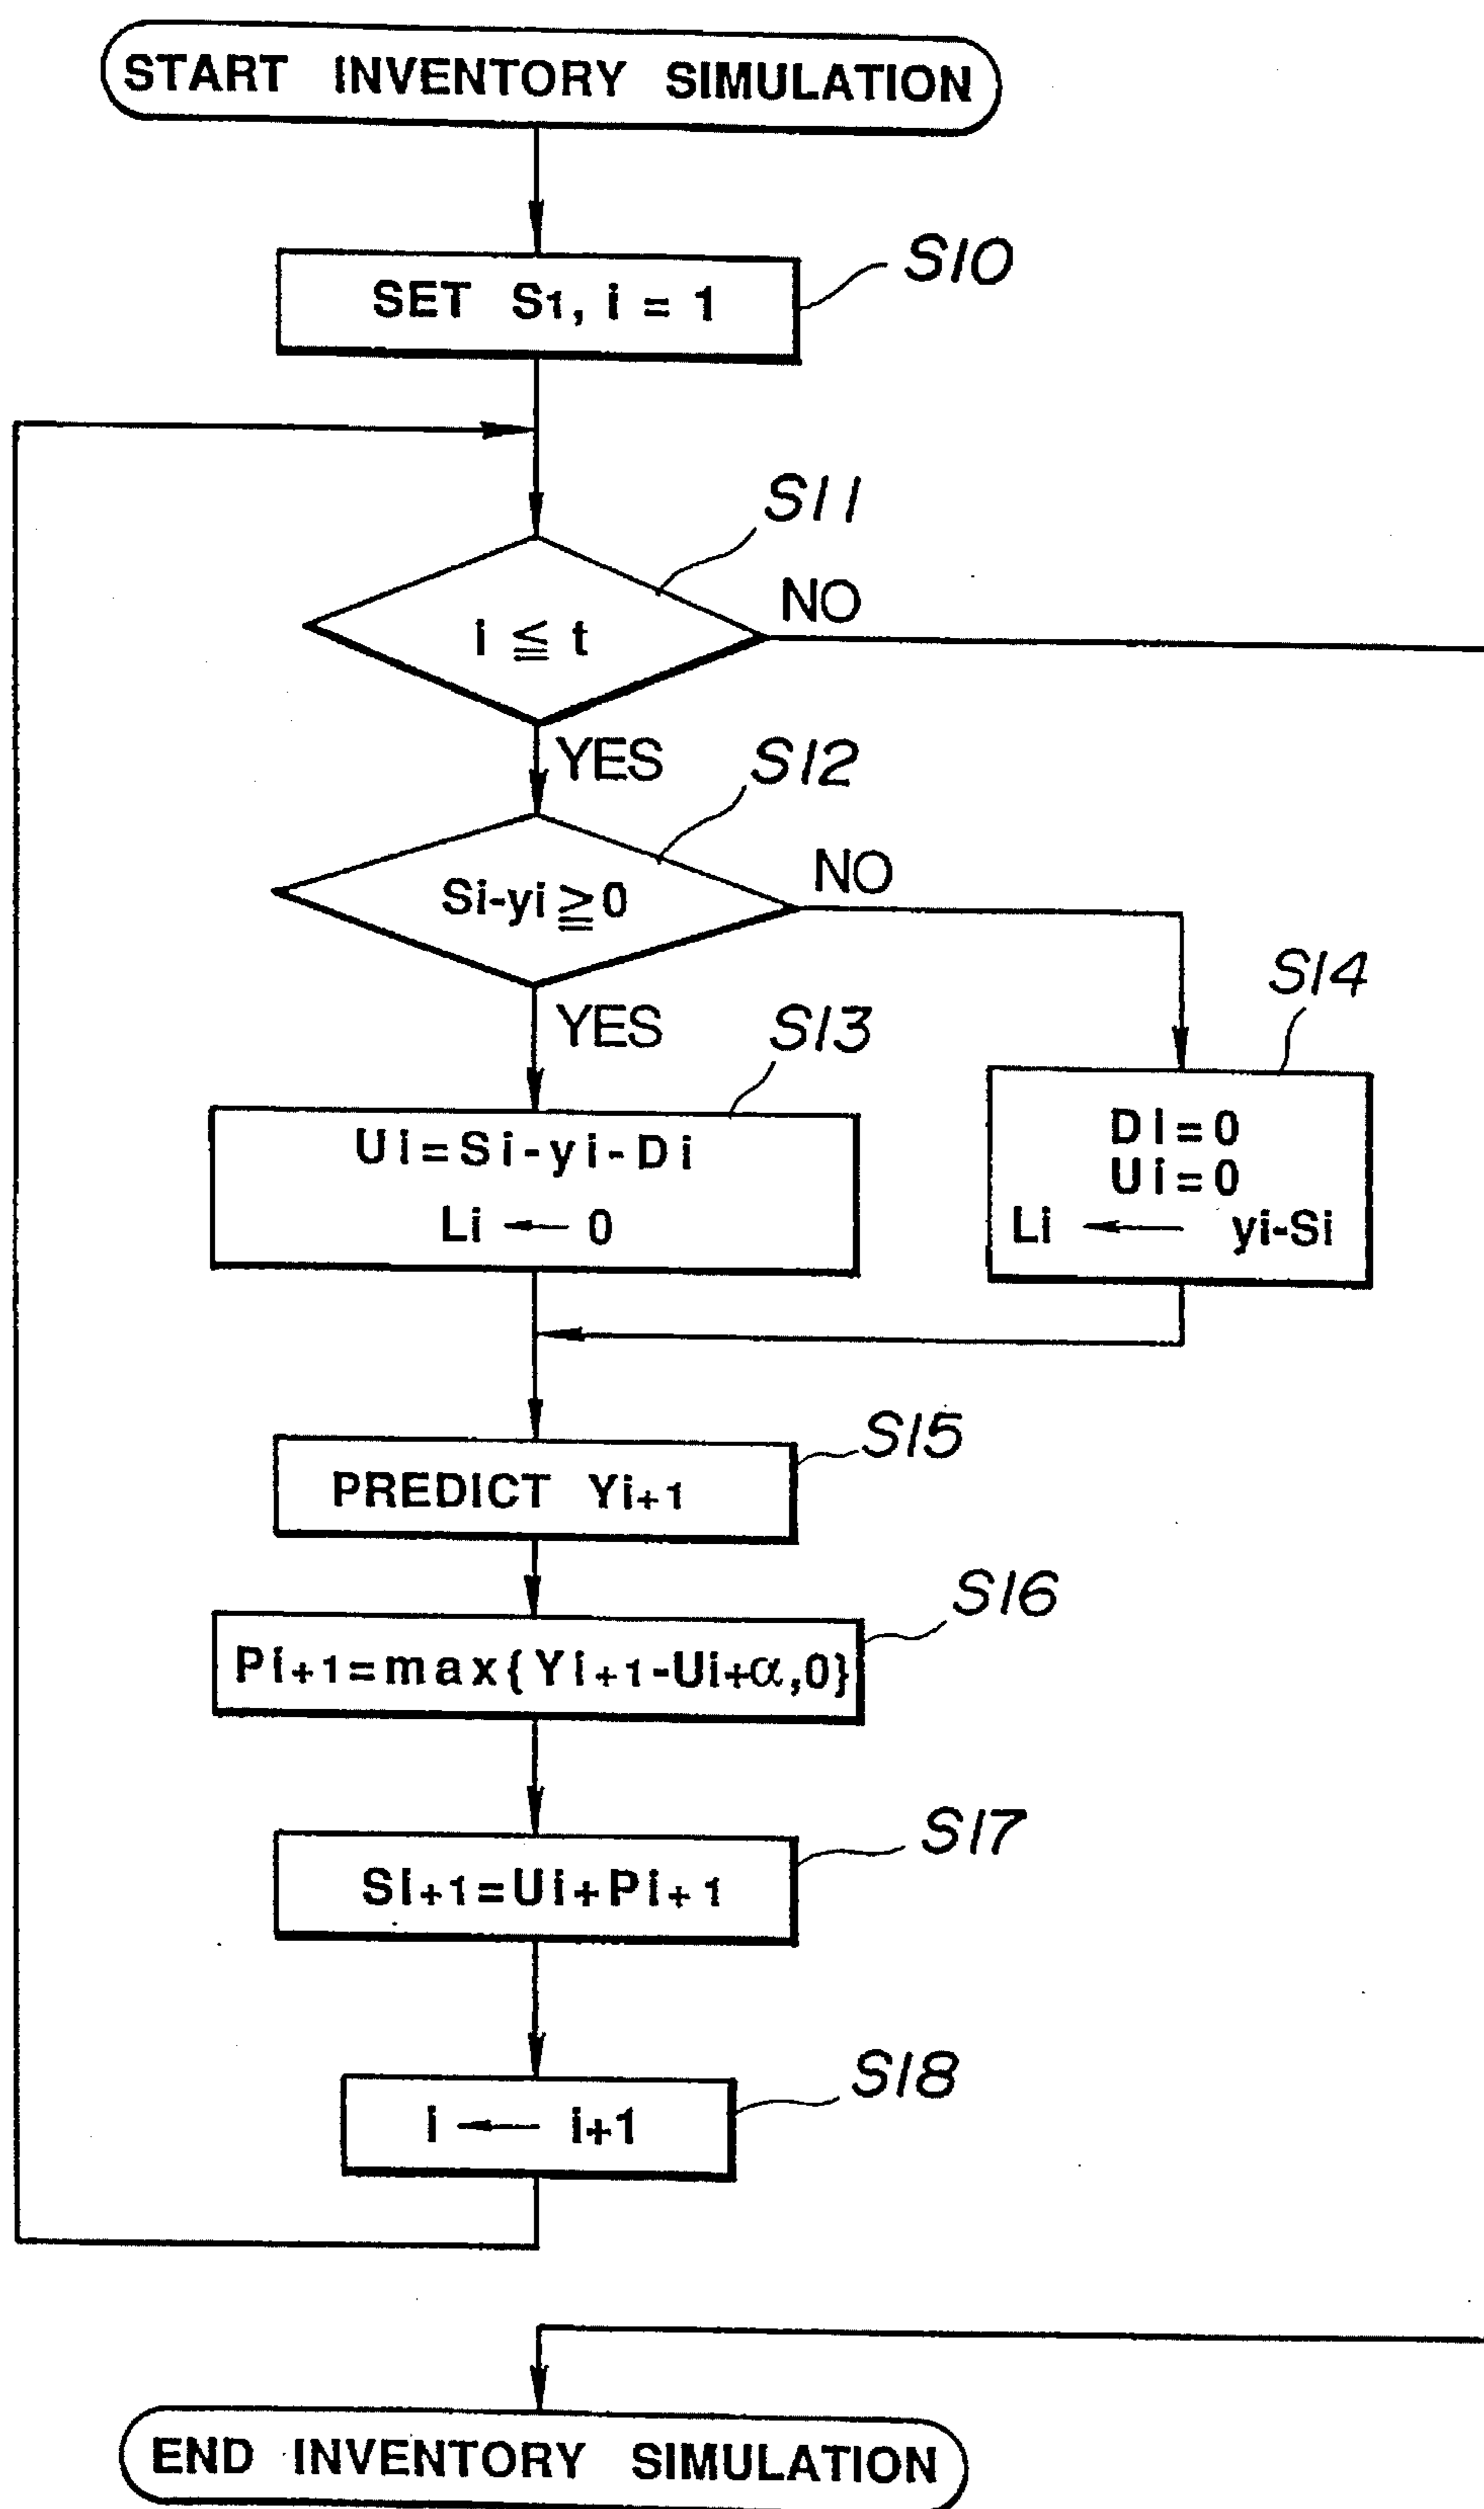 START INVENTORY SIMULATION
S10
SET S1, i = 1
S11
i ≦ t
NO
YES
S12
Si-yi≧0
NO
YES
S13
S14
Ui=Si-yi-Di
Li ← 0
Di=0
Ui=0
Li ← yi-Si
S15
PREDICT Yi+1
S16
Pi+1=max{Yi+1-Ui+α,0}
S17
Si+1=Ui+Pi+1
S18
i ← i+1
END INVENTORY SIMULATION